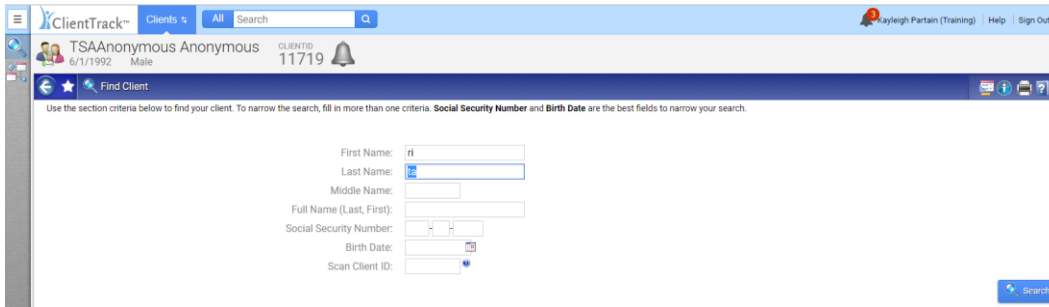 ClientTrack™ Clients All Search 3 Kayleigh Partain (Training) Help Sign Out
TSAAnonymous Anonymous CLIENTID
6/1/1992 Male 11719
Find Client
Use the section criteria below to find your client. To narrow the search, fill in more than one criteria. Social Security Number and Birth Date are the best fields to narrow your search.
First Name: ri
Last Name: ta
Middle Name:
Full Name (Last, First):
Social Security Number: - -
Birth Date:
Scan Client ID:
Search